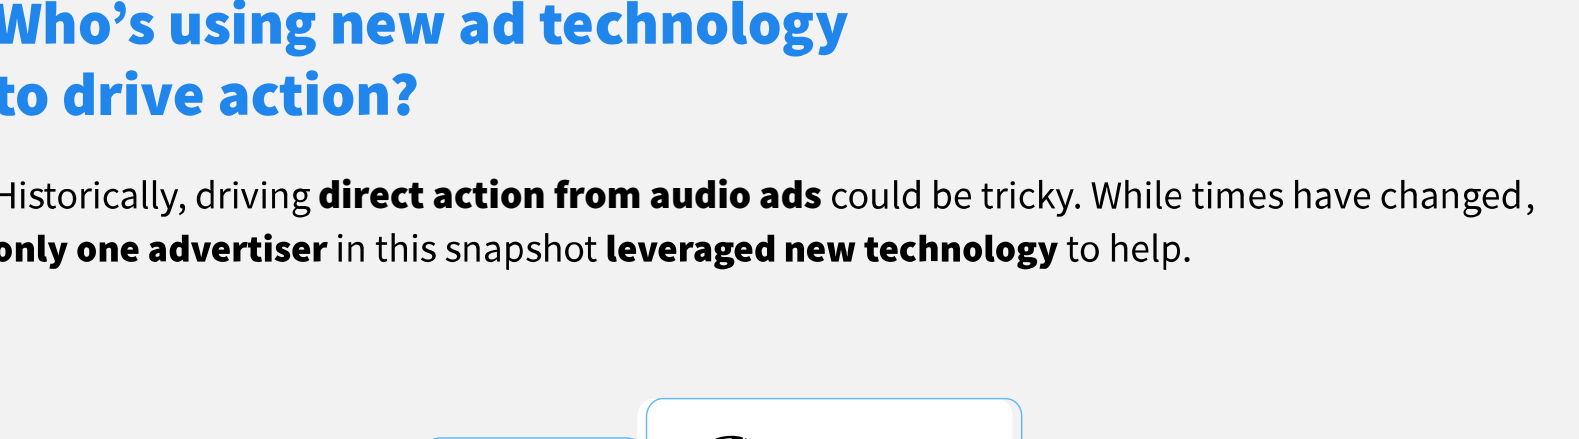 Who’s using new ad technology
to drive action?
Historically, driving direct action from audio ads could be tricky. While times have changed,
only one advertiser in this snapshot leveraged new technology to help.